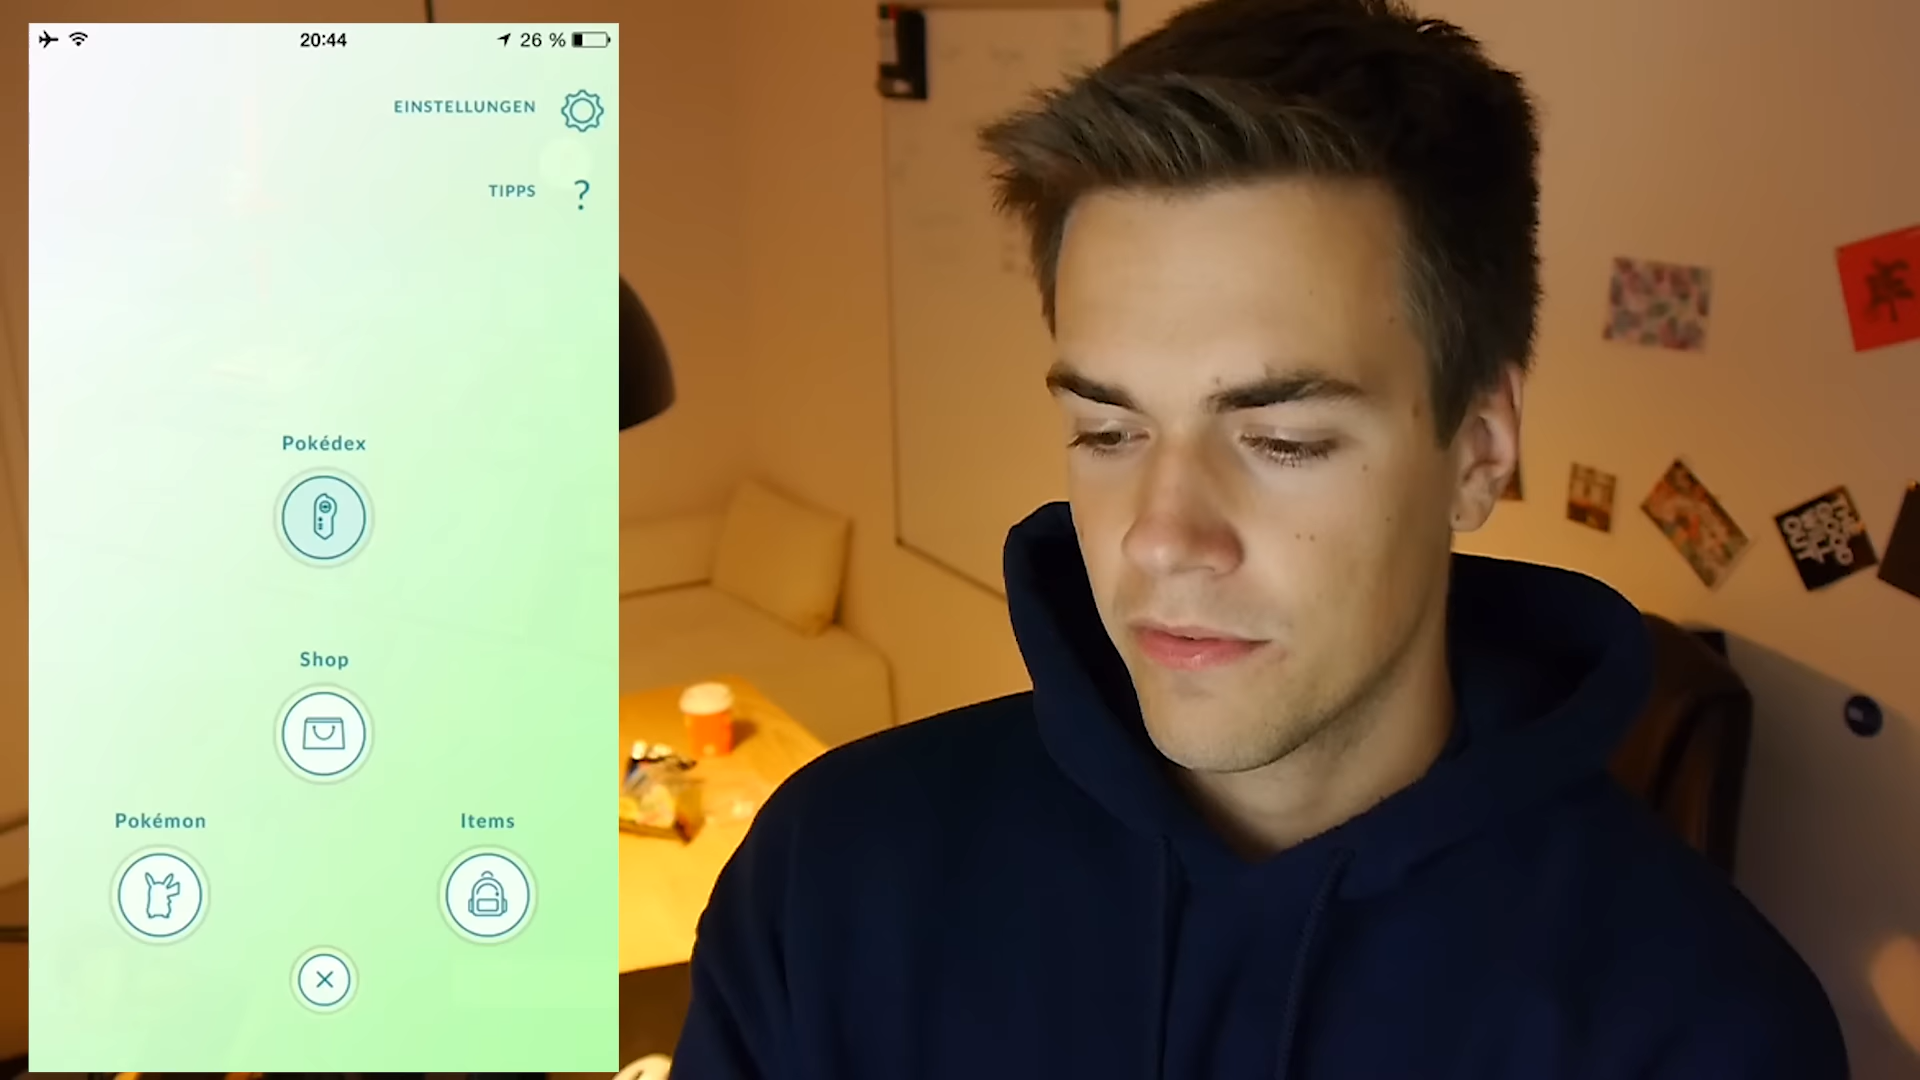 20:44
26 %
EINSTELLUNGEN
TIPPS
?
Pokédex
Shop
Pokémon
Items